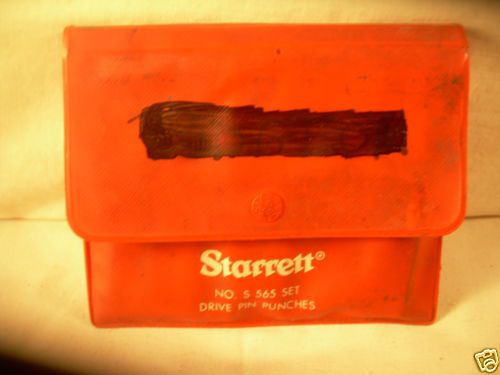 Starrett®
NO. S 565 SET
DRIVE PIN PUNCHES